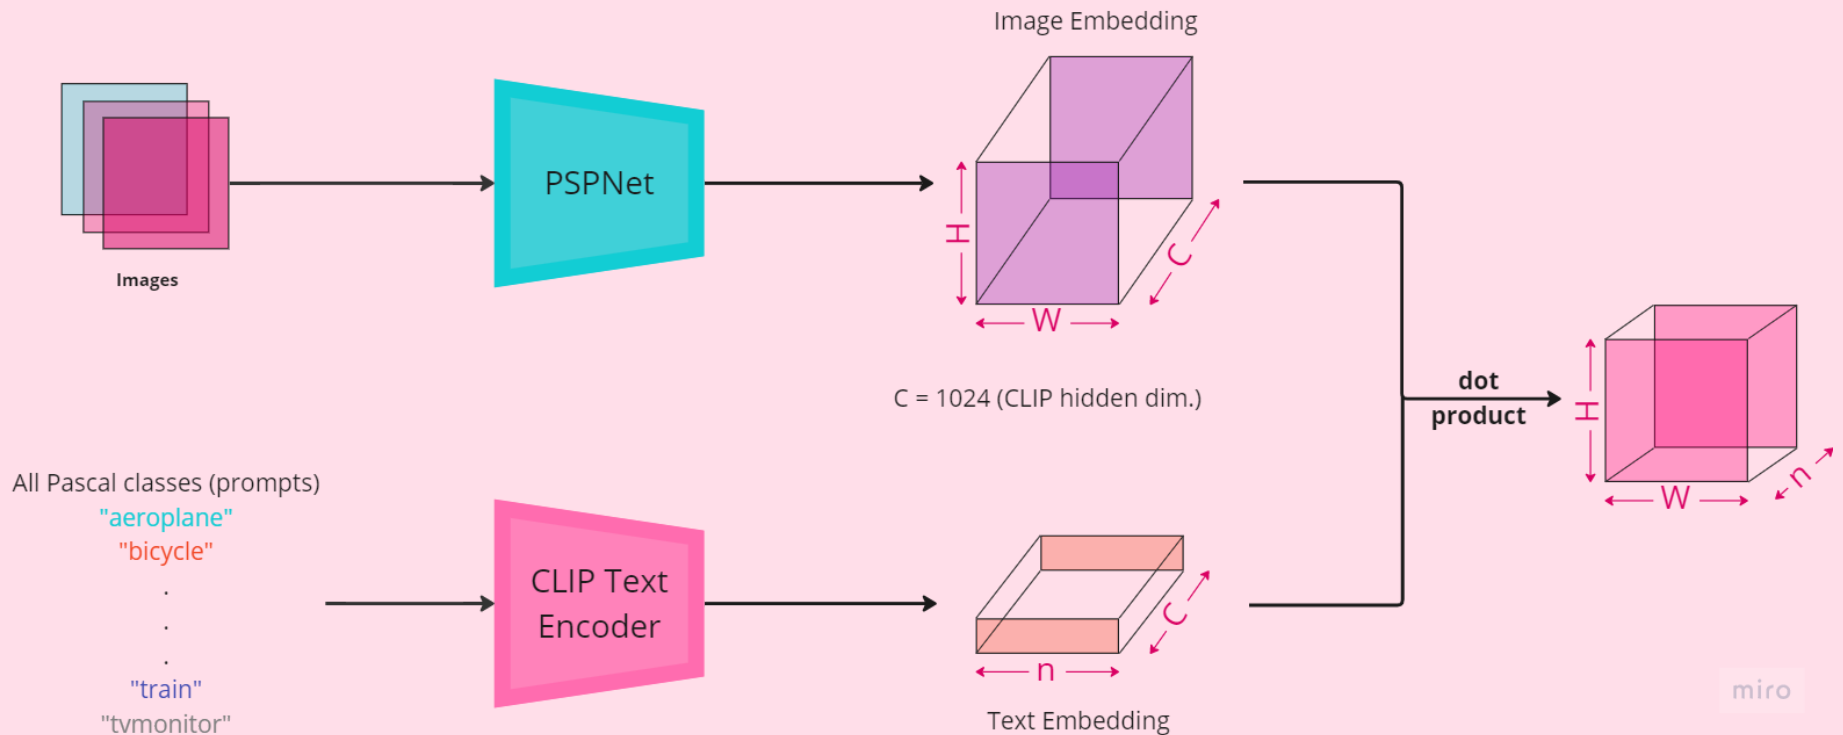 Image Embedding
PSPNet
Images
H
C
W
C = 1024 (CLIP hidden dim.)
dot
product
H
W
n
All Pascal classes (prompts)
"aeroplane"
"bicycle"
.
.
.
"train"
"tvmonitor"
CLIP Text
Encoder
C
n
Text Embedding
miro